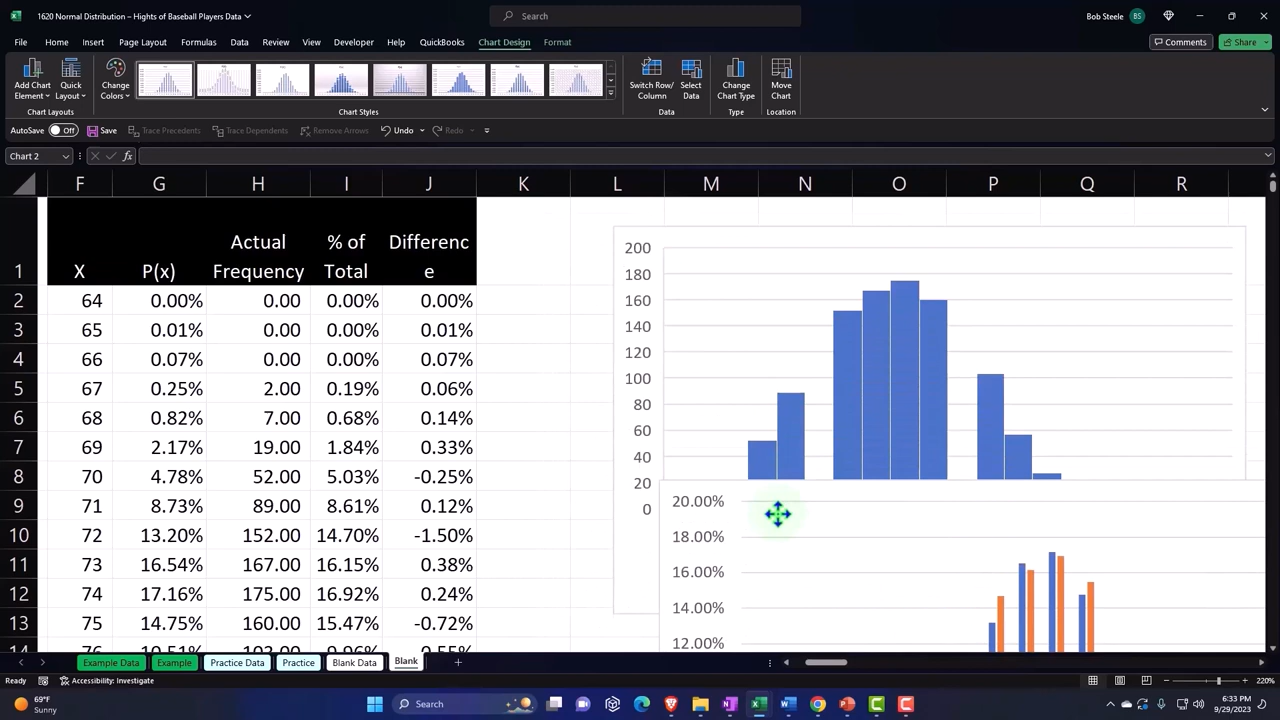 1620 Normal Distribution – Hights of Baseball Players Data
Search
Bob Steele
BS
File
Home
Insert
Page Layout
Formulas
Data
Review
View
Developer
Help
QuickBooks
Chart Design
Format
Comments
Share
Add Chart Element
Quick Layout
Change Colors
Switch Row/ Column
Select Data
Change Chart Type
Move Chart
Chart Layouts
Chart Styles
Data
Type
Location
AutoSave
Off
Save
Trace Precedents
Trace Dependents
Remove Arrows
Undo
Redo
Chart 2
fx
F G H I J K L M N O P Q R
1 X P(x) Actual Frequency % of Total Differenc e
2 64 0.00% 0.00 0.00% 0.00%
3 65 0.01% 0.00 0.00% 0.01%
4 66 0.07% 0.00 0.00% 0.07%
5 67 0.25% 2.00 0.19% 0.06%
6 68 0.82% 7.00 0.68% 0.14%
7 69 2.17% 19.00 1.84% 0.33%
8 70 4.78% 52.00 5.03% -0.25%
9 71 8.73% 89.00 8.61% 0.12%
10 72 13.20% 152.00 14.70% -1.50%
11 73 16.54% 167.00 16.15% 0.38%
12 74 17.16% 175.00 16.92% 0.24%
13 75 14.75% 160.00 15.47% -0.72%
14 76 10.51% 103.00 9.96% 0.55%
200
180
160
140
120
100
80
60
40
20
0
20.00%
18.00%
16.00%
14.00%
12.00%
Example Data
Example
Practice Data
Practice
Blank Data
Blank
Ready
Accessibility: Investigate
220%
69°F
Sunny
Search
6:33 PM
9/29/2023